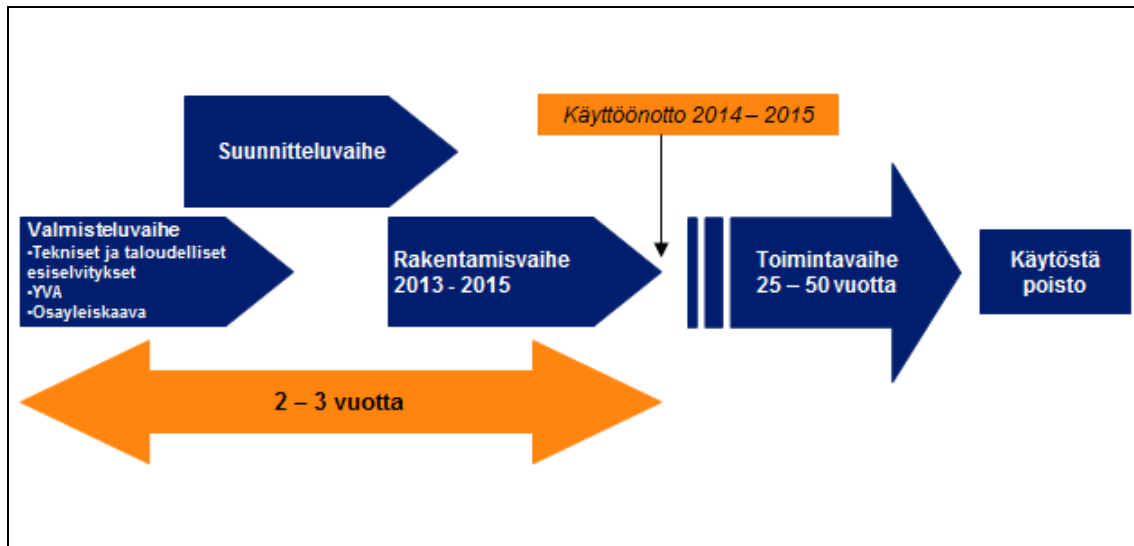 Käyttöönotto 2014 – 2015
Suunnitteluvaihe
Valmisteluvaihe
▪Tekniset ja taloudelliset
esiselvitykset
▪YVA
▪Osayleiskaava
Rakentamisvaihe
2013 - 2015
Toimintavaihe
25 – 50 vuotta
Käytöstä
poisto
2 – 3 vuotta